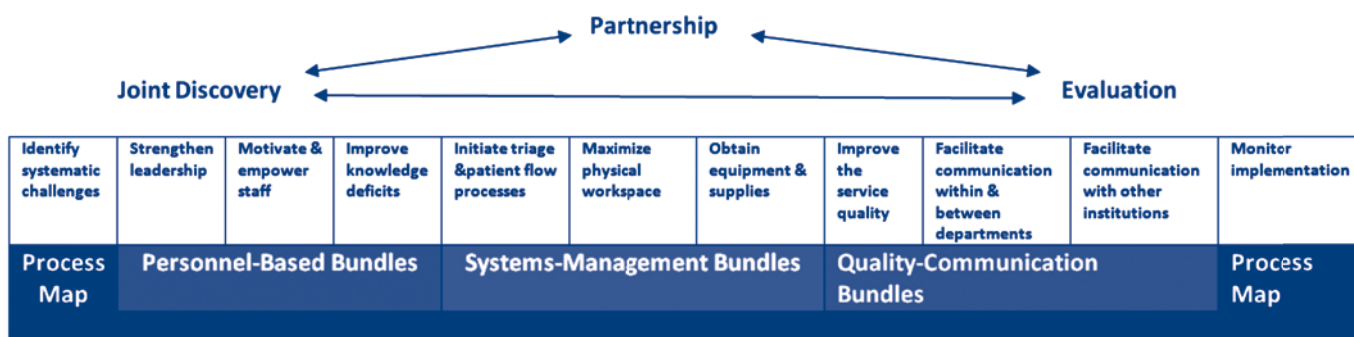 Partnership
Joint Discovery
Evaluation
Identify
systematic
challenges
Strengthen
leadership
Motivate &
empower
staff
Improve
knowledge
deficits
Initiate triage
&patient flow
processes
Maximize
physical
workspace
Obtain
equipment &
supplies
Improve
the
service
quality
Facilitate
communication
within &
between
departments
Facilitate
communication
with other
institutions
Monitor
implementation
Process
Map
Personnel-Based Bundles
Systems-Management Bundles
Quality-Communication
Bundles
Process
Map